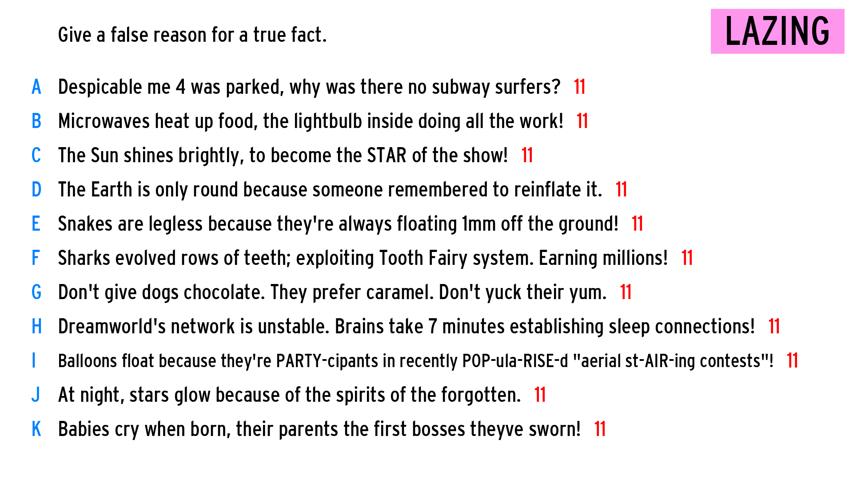 Give a false reason for a true fact.
LAZING
A Despicable me 4 was parked, why was there no subway surfers? 11
B Microwaves heat up food, the lightbulb inside doing all the work! 11
C The Sun shines brightly, to become the STAR of the show! 11
D The Earth is only round because someone remembered to reinflate it. 11
E Snakes are legless because they're always floating 1mm off the ground! 11
F Sharks evolved rows of teeth; exploiting Tooth Fairy system. Earning millions! 11
G Don't give dogs chocolate. They prefer caramel. Don't yuck their yum. 11
H Dreamworld's network is unstable. Brains take 7 minutes establishing sleep connections! 11
I Balloons float because they're PARTY-cipants in recently POP-ula-RISE-d "aerial st-AIR-ing contests"! 11
J At night, stars glow because of the spirits of the forgotten. 11
K Babies cry when born, their parents the first bosses theyve sworn! 11